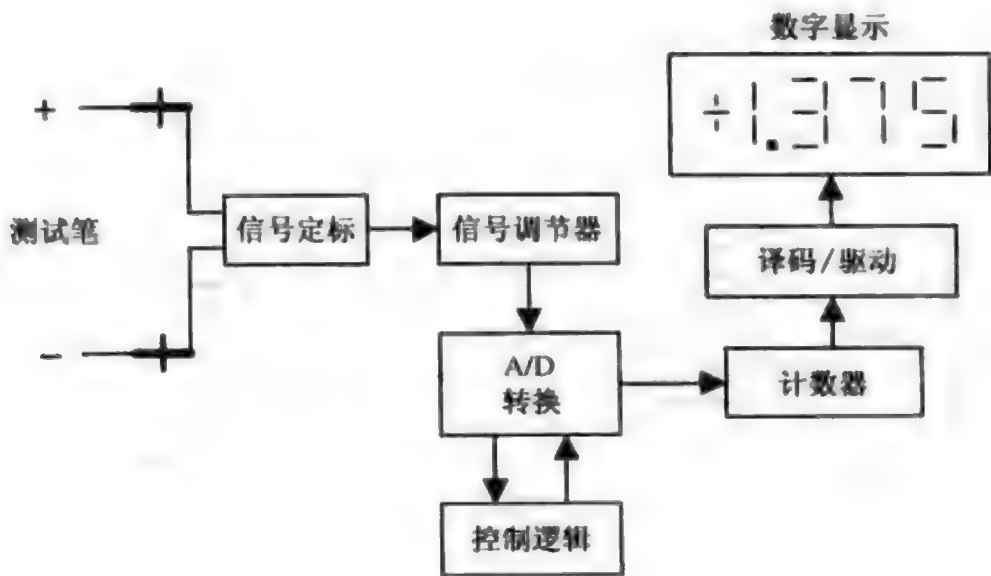 数字显示
+1.375
+
测试笔
-
信号定标
信号调节器
译码/驱动
A/D
转换
计数器
控制逻辑